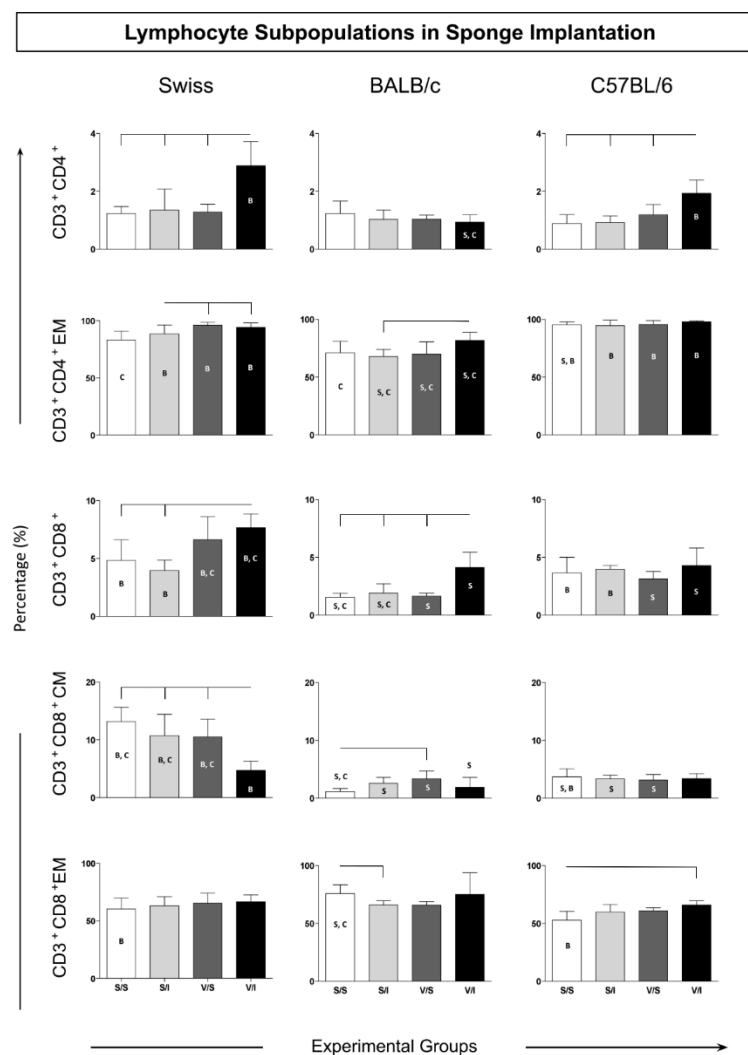 Lymphocyte Subpopulations in Sponge Implantation
Swiss BALB/c C57BL/6
CD3⁺ CD4⁺
4 2 0
B
4 2 0
S, C
4 2 0
B
CD3⁺ CD4⁺ EM
100 50 0
C B B B
100 50 0
C S, C S, C S, C
100 50 0
S, B B B B
Percentage (%)
CD3⁺ CD8⁺
10 5 0
B B B, C B, C
10 5 0
S, C S, C S S
10 5 0
B B S S
CD3⁺ CD8⁺ CM
20 10 0
B, C B, C B, C B
20 10 0
S, C S S S
20 10 0
S, B S S
CD3⁺ CD8⁺EM
100 50 0
B
100 50 0
S, C
100 50 0
B
S/S S/I V/S V/I
S/S S/I V/S V/I
S/S S/I V/S V/I
Experimental Groups